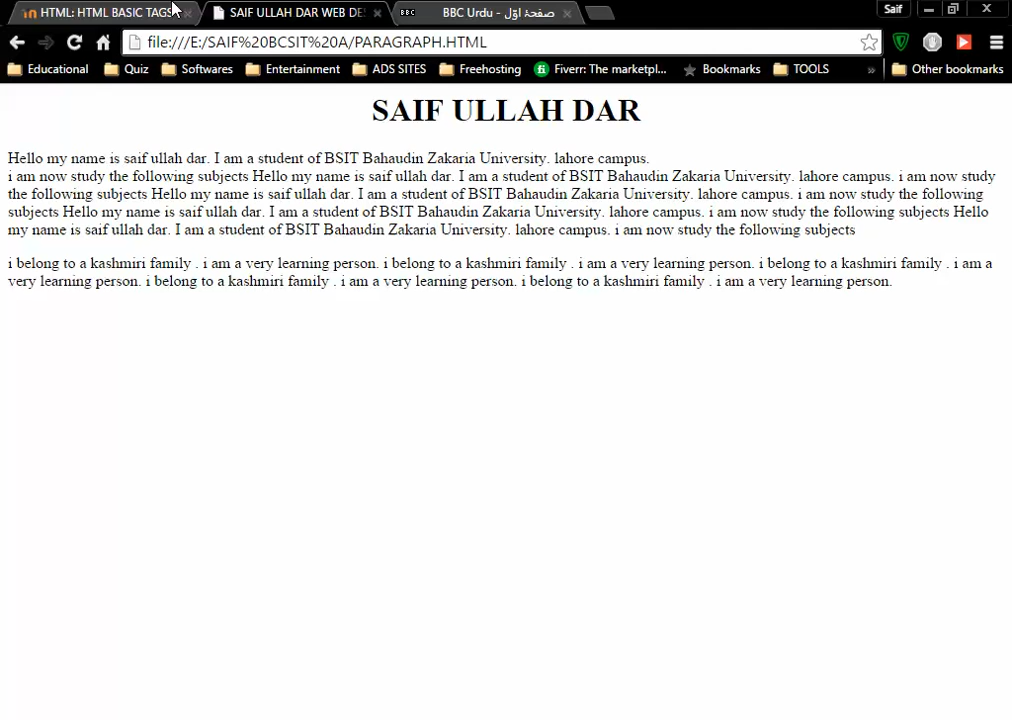 HTML: HTML BASIC TAGS
SAIF ULLAH DAR WEB DE
BBC BBC Urdu - صفحۂ اوّل
Saif
file:///E:/SAIF%20BCSIT%20A/PARAGRAPH.HTML
Educational Quiz Softwares Entertainment ADS SITES Freehosting Fiverr: The marketpl... Bookmarks TOOLS » Other bookmarks
SAIF ULLAH DAR
Hello my name is saif ullah dar. I am a student of BSIT Bahaudin Zakaria University. lahore campus.
i am now study the following subjects Hello my name is saif ullah dar. I am a student of BSIT Bahaudin Zakaria University. lahore campus. i am now study
the following subjects Hello my name is saif ullah dar. I am a student of BSIT Bahaudin Zakaria University. lahore campus. i am now study the following
subjects Hello my name is saif ullah dar. I am a student of BSIT Bahaudin Zakaria University. lahore campus. i am now study the following subjects Hello
my name is saif ullah dar. I am a student of BSIT Bahaudin Zakaria University. lahore campus. i am now study the following subjects
i belong to a kashmiri family . i am a very learning person. i belong to a kashmiri family . i am a very learning person. i belong to a kashmiri family . i am a
very learning person. i belong to a kashmiri family . i am a very learning person. i belong to a kashmiri family . i am a very learning person.